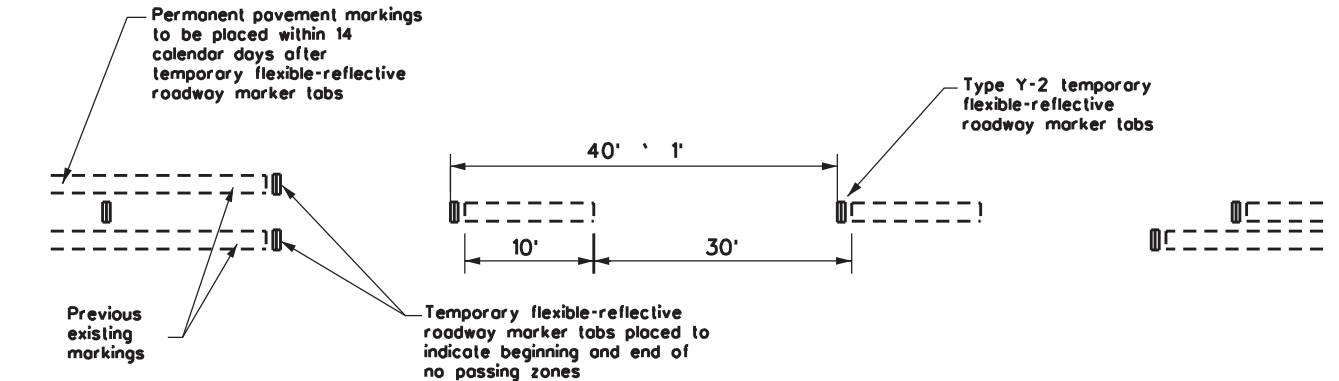 Permanent pavement markings
to be placed within 14
calendar days after
temporary flexible-reflective
roadway marker tabs
Type Y-2 temporary
flexible-reflective
roadway marker tabs
40' ` 1'
10'
30'
Previous
existing
markings
Temporary flexible-reflective
roadway marker tabs placed to
indicate beginning and end of
no passing zones